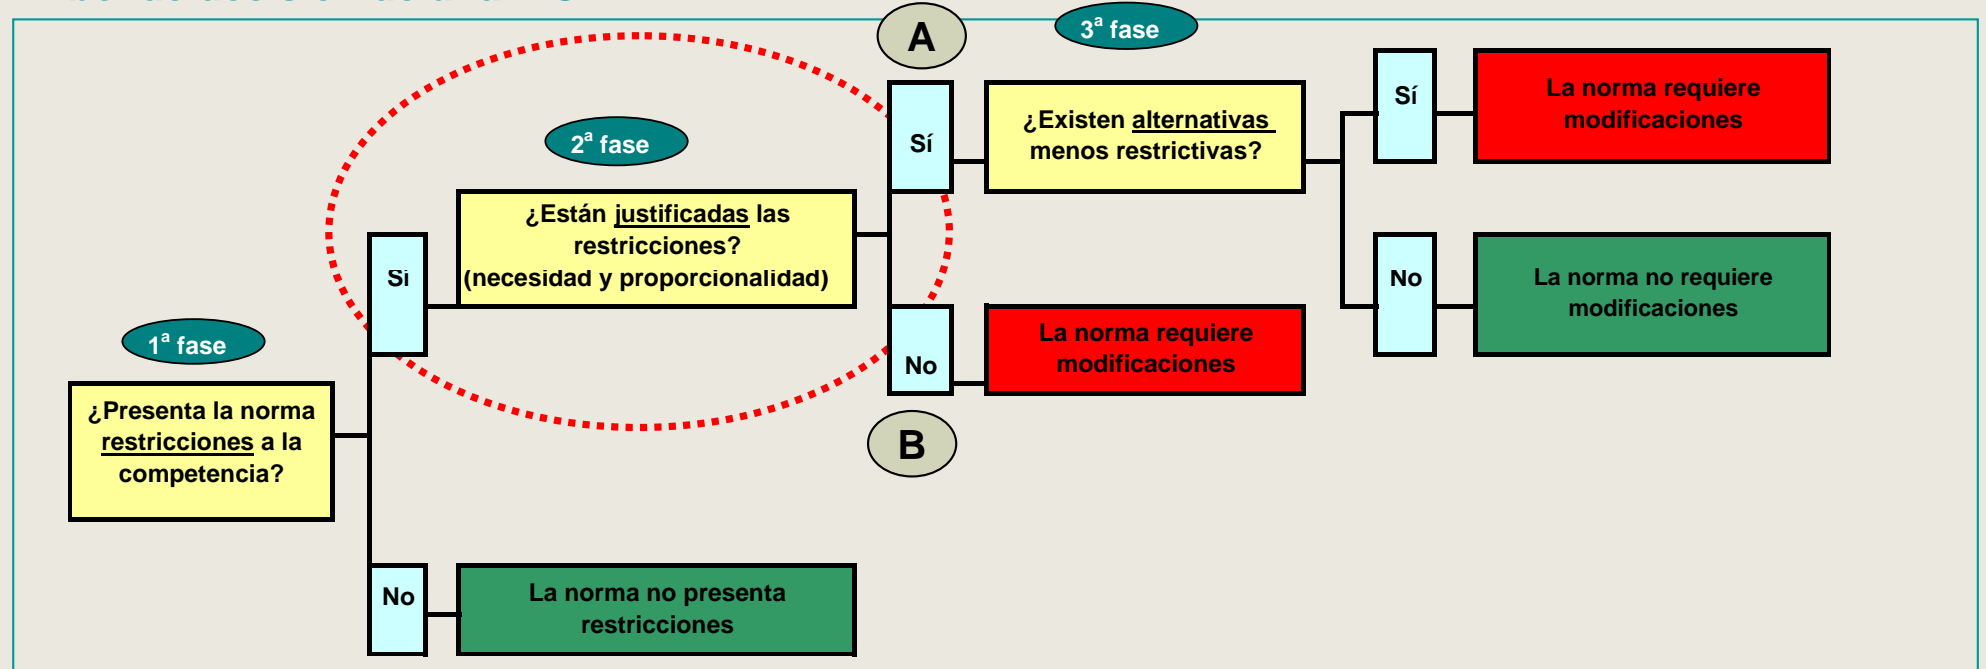 A
3ª fase
Sí
La norma requiere
modificaciones
¿Existen alternativas
menos restrictivas?
Sí
2ª fase
¿Están justificadas las
restricciones?
(necesidad y proporcionalidad)
Sí
No
La norma no requiere
modificaciones
La norma requiere
modificaciones
No
1ª fase
B
¿Presenta la norma
restricciones a la
competencia?
No
La norma no presenta
restricciones